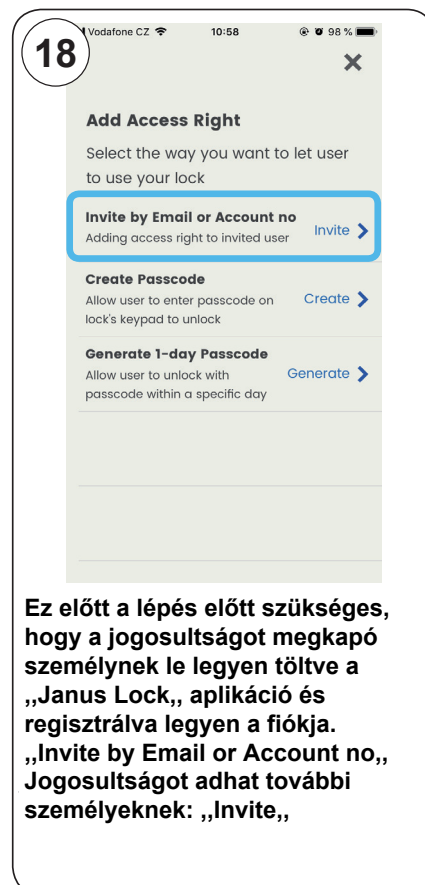 18
Vodafone CZ 10:58 98 %
Add Access Right
Select the way you want to let user
to use your lock
Invite by Email or Account no
Adding access right to invited user
Invite
Create Passcode
Allow user to enter passcode on
lock's keypad to unlock
Create
Generate 1-day Passcode
Allow user to unlock with
passcode within a specific day
Generate
Ez előtt a lépés előtt szükséges,
hogy a jogosultságot megkapó
személynek le legyen töltve a
,,Janus Lock,, aplikáció és
regisztrálva legyen a fiókja.
,,Invite by Email or Account no,,
Jogosultságot adhat további
személyeknek: ,,Invite,,